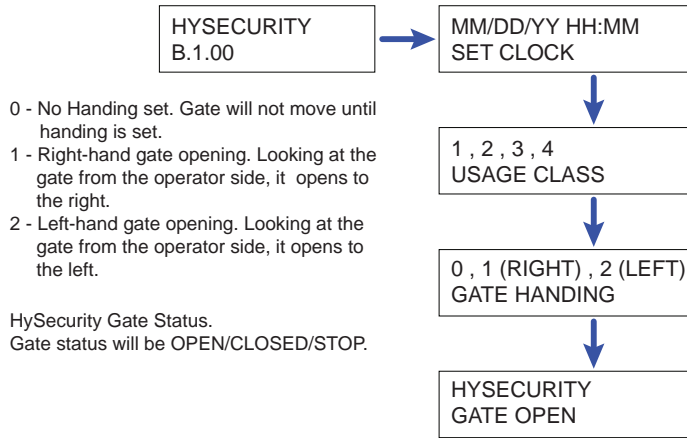 HYSECURITY
B.1.00
MM/DD/YY HH:MM
SET CLOCK
0 - No Handing set. Gate will not move until
handing is set.
1 - Right-hand gate opening. Looking at the
gate from the operator side, it  opens to
the right.
2 - Left-hand gate opening. Looking at the
gate from the operator side, it opens to
the left.
1 , 2 , 3 , 4
USAGE CLASS
0 , 1 (RIGHT) , 2 (LEFT)
GATE HANDING
HySecurity Gate Status.
Gate status will be OPEN/CLOSED/STOP.
HYSECURITY
GATE OPEN